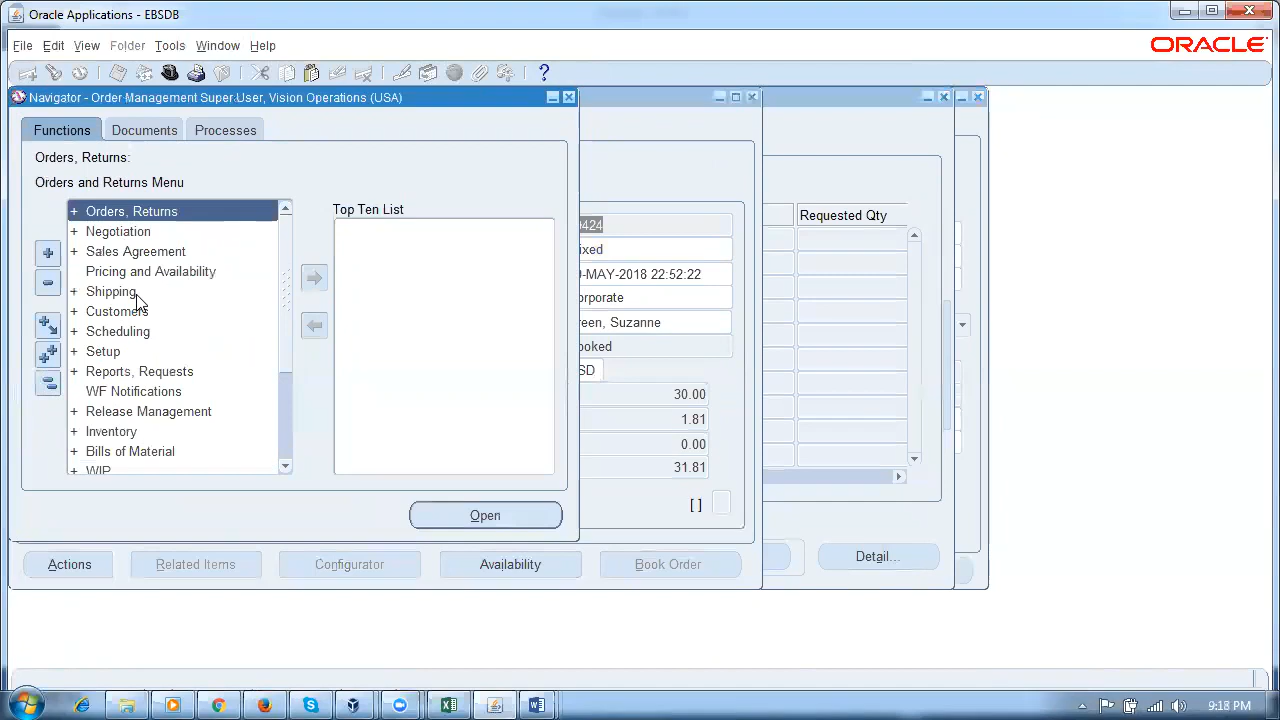 Oracle Applications - EBSDB
File Edit View Folder Tools Window Help
ORACLE
Navigator - Order Management Super User, Vision Operations (USA)
Functions Documents Processes
Orders, Returns:
Orders and Returns Menu
+ Orders, Returns
+ Negotiation
+ Sales Agreement
Pricing and Availability
+ Shipping
+ Customers
+ Scheduling
+ Setup
+ Reports, Requests
WF Notifications
+ Release Management
+ Inventory
+ Bills of Material
+ WIP
Top Ten List
Open
0424
ixed
-MAY-2018 22:52:22
orporate
reen, Suzanne
ooked
SD
30.00
1.81
0.00
31.81
[ ]
Requested Qty
Actions Related Items Configurator Availability Book Order
Detail...
9:18 PM